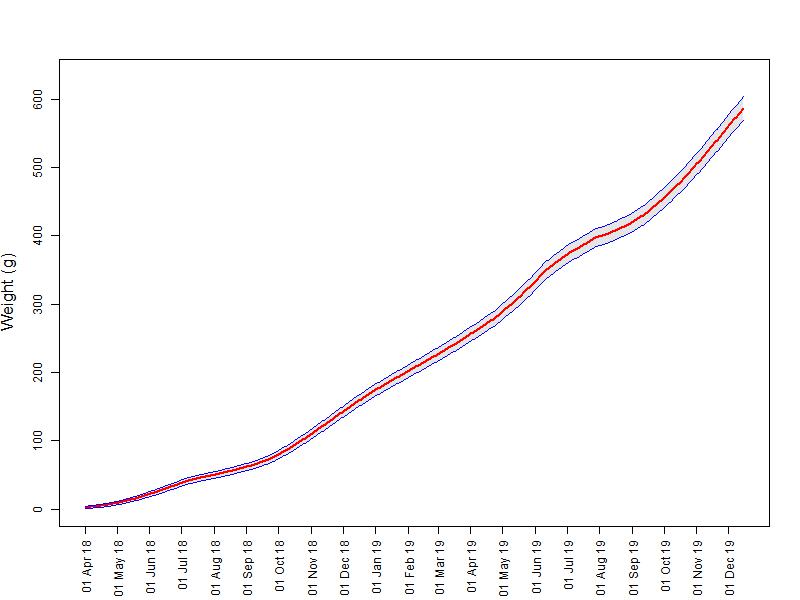 Weight (g)
600
500
400
300
200
100
0
01 Apr 18
01 May 18
01 Jun 18
01 Jul 18
01 Aug 18
01 Sep 18
01 Oct 18
01 Nov 18
01 Dec 18
01 Jan 19
01 Feb 19
01 Mar 19
01 Apr 19
01 May 19
01 Jun 19
01 Jul 19
01 Aug 19
01 Sep 19
01 Oct 19
01 Nov 19
01 Dec 19